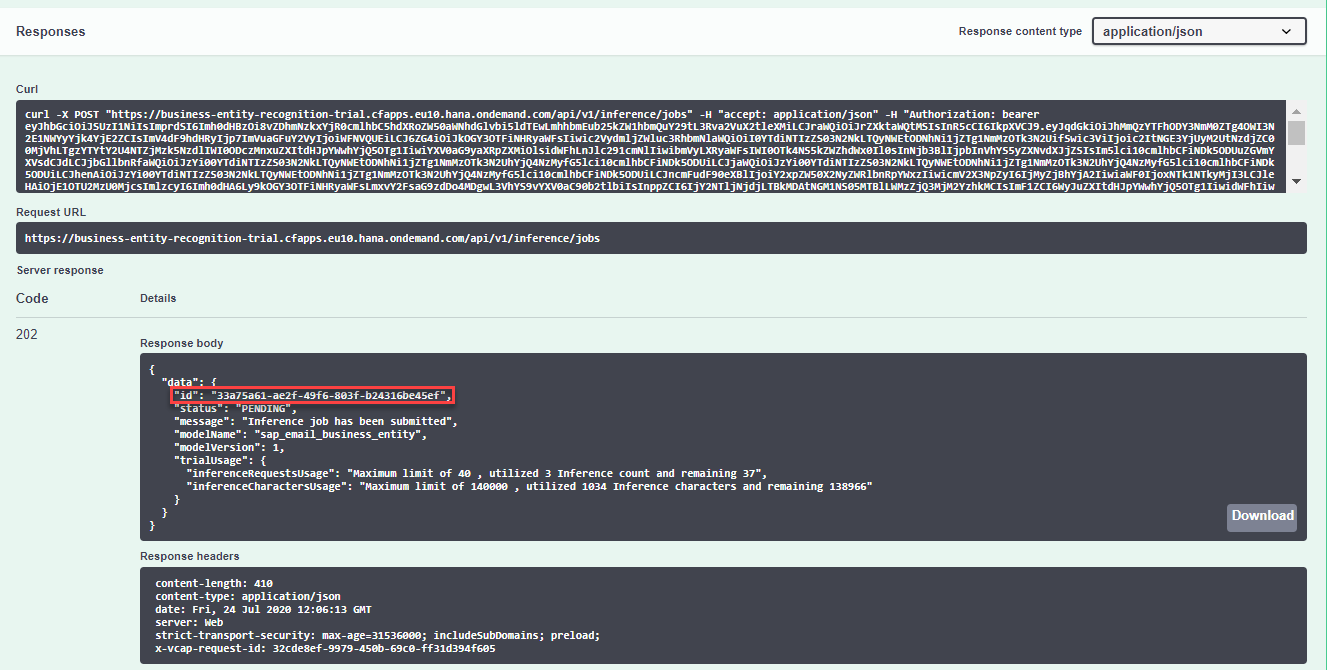 Responses
Response content type
application/json
Curl
curl -X POST "https://business-entity-recognition-trial.cfapps.eu10.hana.ondemand.com/api/v1/inference/jobs" -H "accept: application/json" -H "Authorization: bearer
Request URL
https://business-entity-recognition-trial.cfapps.eu10.hana.ondemand.com/api/v1/inference/jobs
Server response
Code Details
202
Response body
{
"data": {
"id": "33a75a61-ae2f-49f6-803f-b24316be45ef",
"status": "PENDING",
"message": "Inference job has been submitted",
"modelName": "sap_email_business_entity",
"modelVersion": 1,
"trialUsage": {
"inferenceRequestsUsage": "Maximum limit of 40 , utilized 3 Inference count and remaining 37",
"inferenceCharactersUsage": "Maximum limit of 140000 , utilized 1034 Inference characters and remaining 138966"
}
}
}
Download
Response headers
content-length: 410
content-type: application/json
date: Fri, 24 Jul 2020 12:06:13 GMT
server: Web
strict-transport-security: max-age=31536000; includeSubDomains; preload;
x-vcap-request-id: 32cde8ef-9979-450b-69c0-ff31d394f605